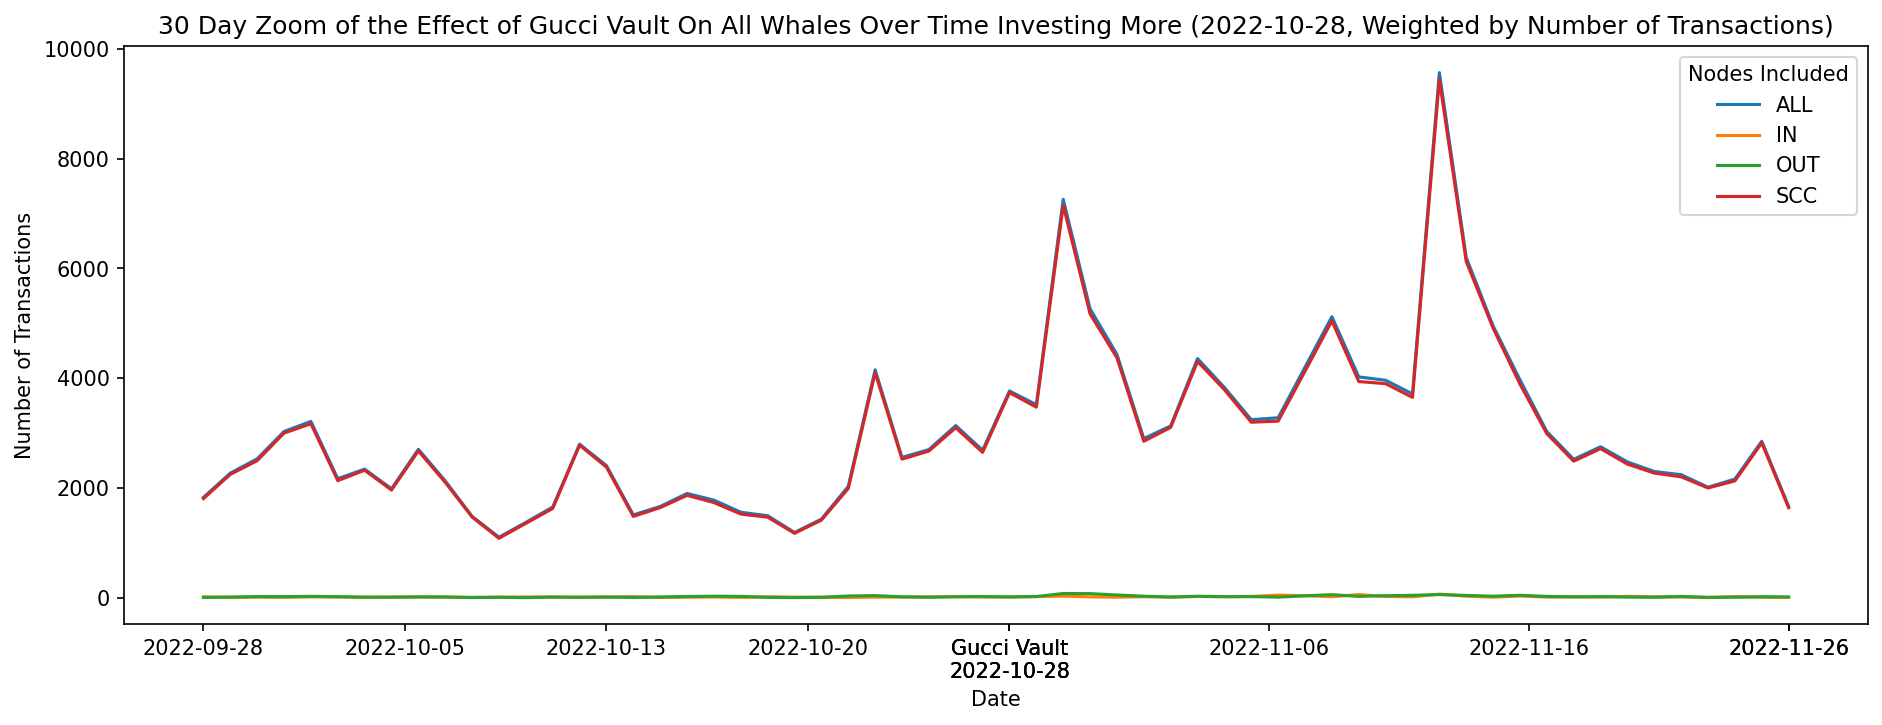 30 Day Zoom of the Effect of Gucci Vault On All Whales Over Time Investing More (2022-10-28, Weighted by Number of Transactions)
Number of Transactions
10000
8000
6000
4000
2000
0
Nodes Included
ALL
IN
OUT
SCC
2022-09-28
2022-10-05
2022-10-13
2022-10-20
Gucci Vault
2022-10-28
2022-11-06
2022-11-16
2022-11-26
Date